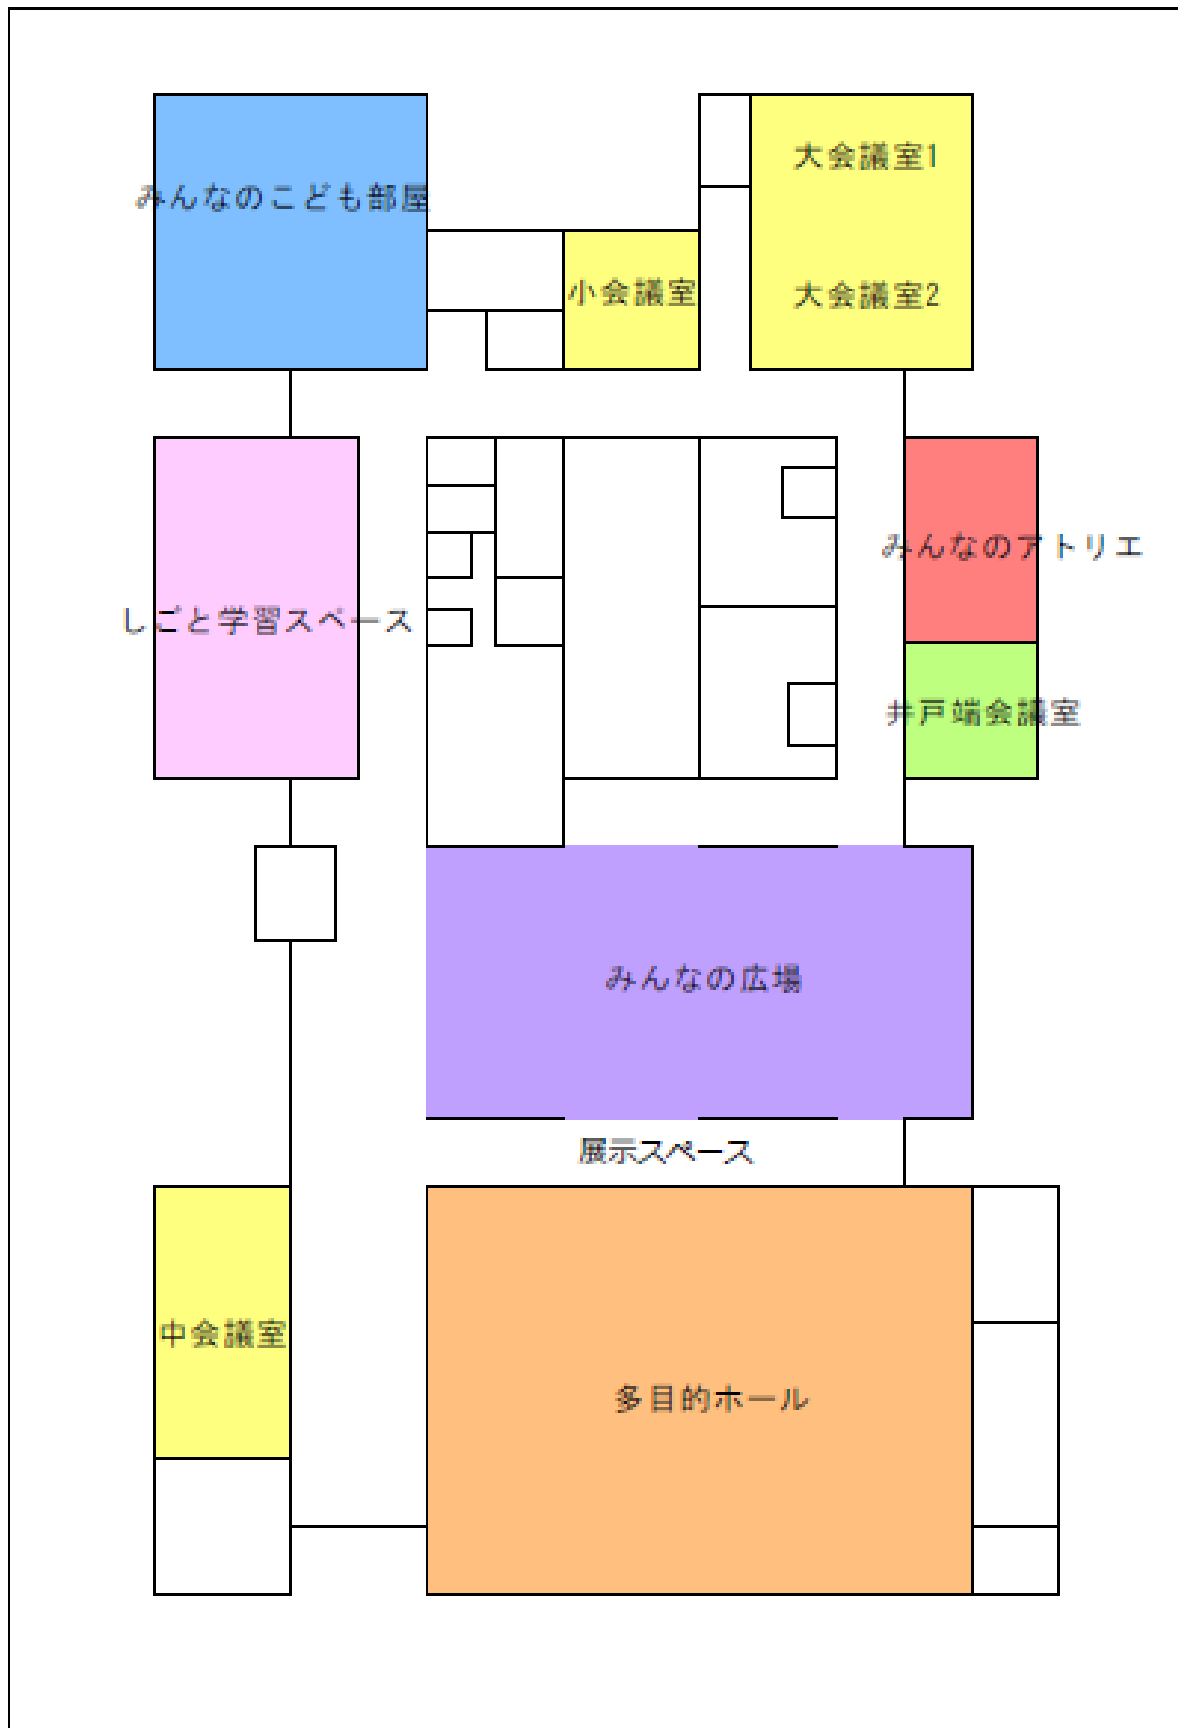 大会議室1
みんなのこども部屋
小会議室
大会議室2
みんなのアトリエ
しごと学習スペース
井戸端会議室
みんなの広場
展示スペース
中会議室
多目的ホール